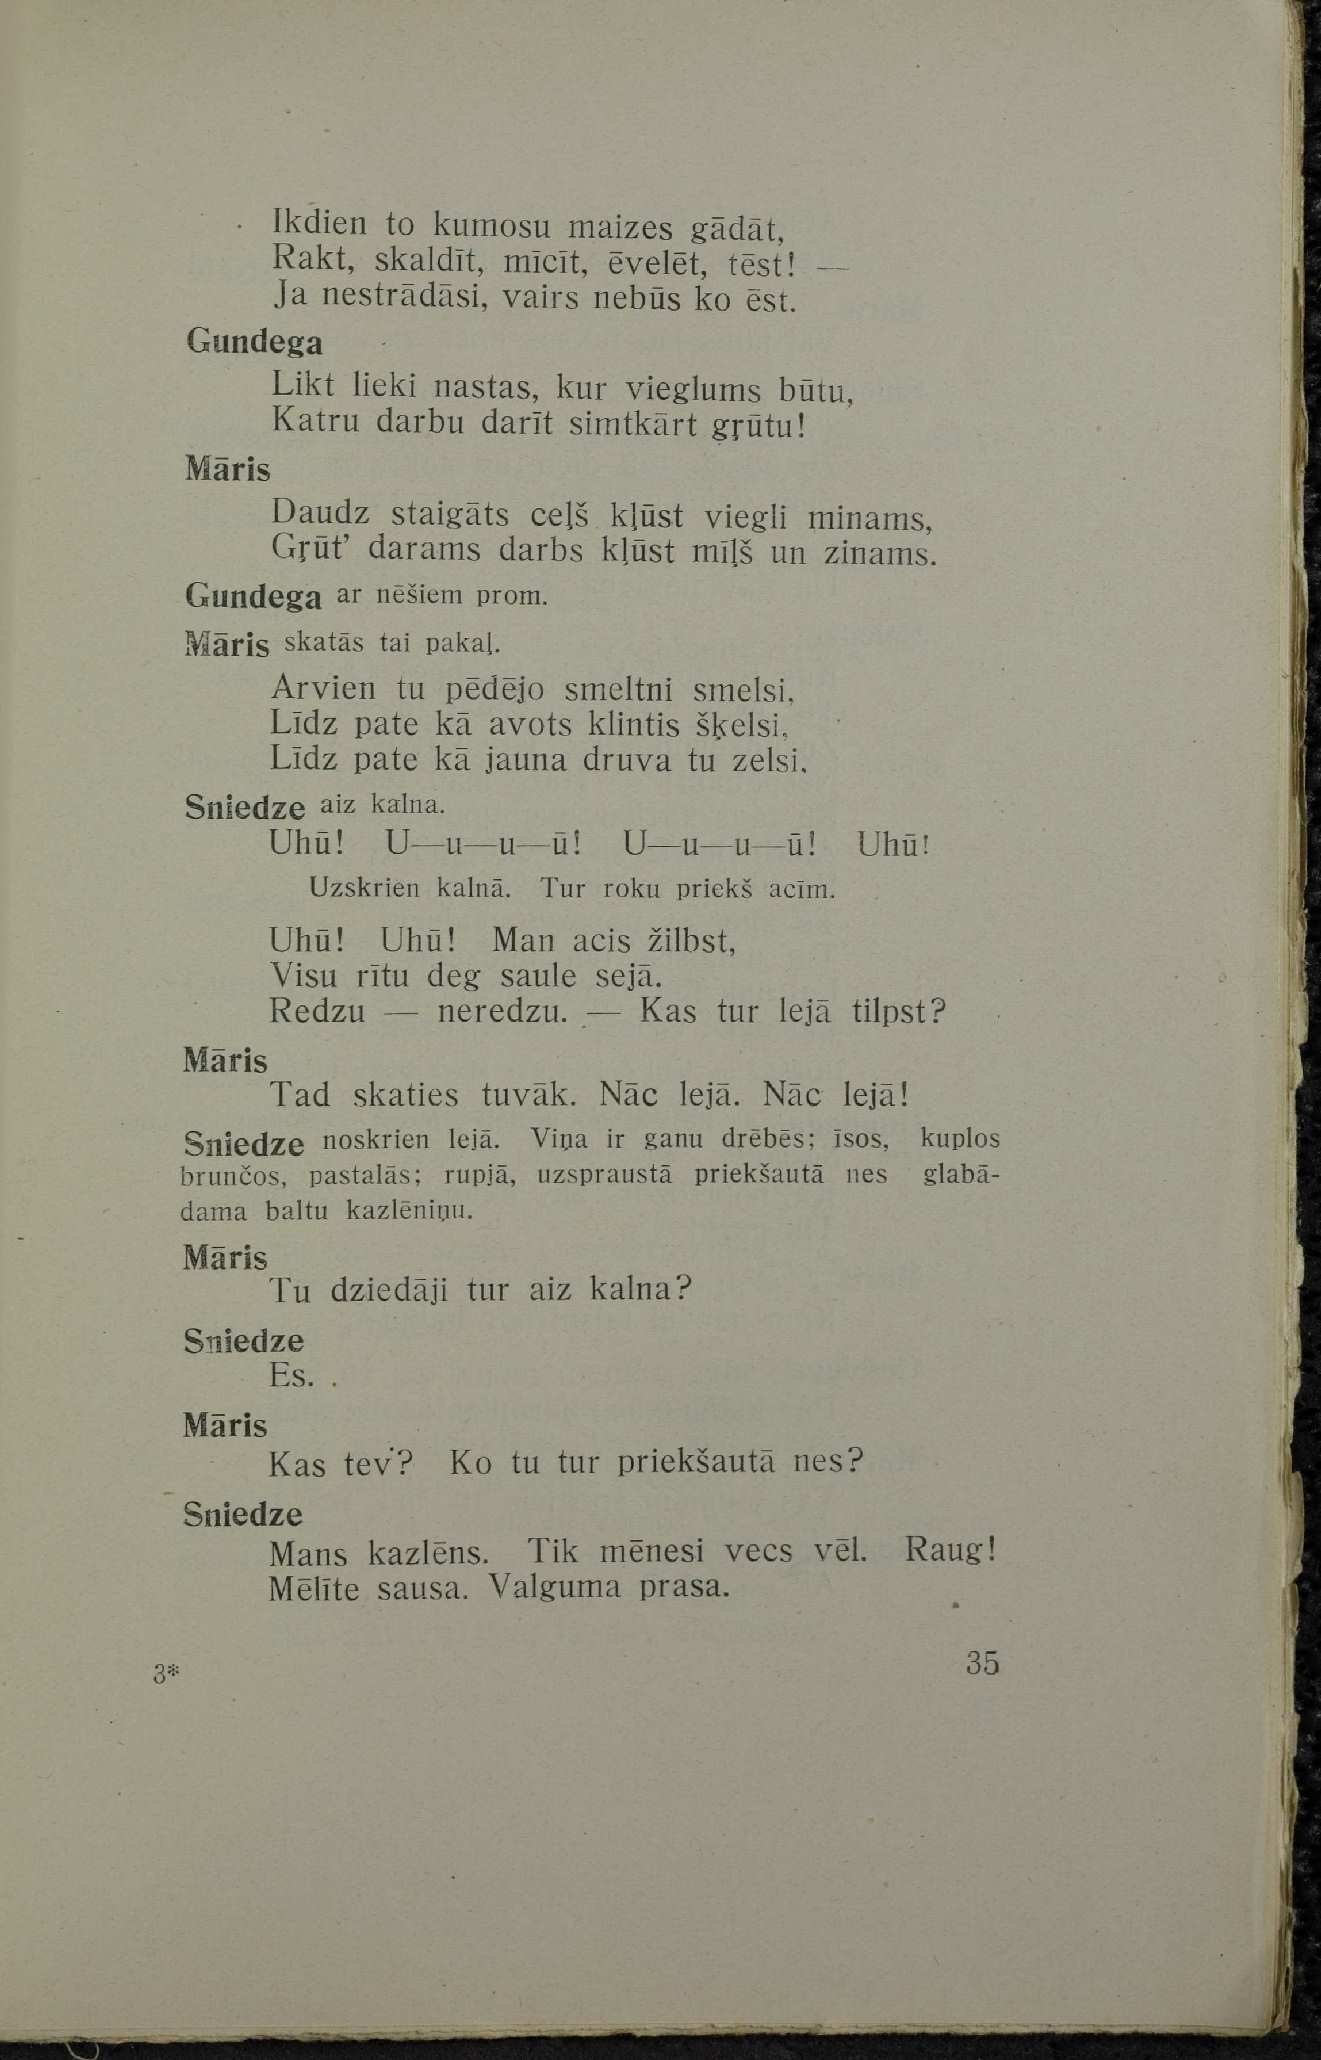 Ikdien to kumosu maizes gādāt,
Rakt, skaldīt, mīcīt, ēvelēt, tēst! —
Ja nestrādāsi, vairs nebūs ko ēst.
Gundega
Likt lieki nastas, kur vieglums būtu,
Katru darbu darīt simtkārt gŗūtu!
Māris
Daudz staigāts ceļš kļūst viegli minams,
Gŗūt’ darams darbs kļūst mīļš un zinams.
Gundega ar nēšiem prom.
Māris skatās tai pakaļ.
Arvien tu pēdējo smeltni smelsi,
Līdz pate kā avots klintis šķelsi,
Līdz pate kā jauna druva tu zelsi.
Sniedze aiz kalna.
Uhū! U—u—u—ū! U—u—u—ū! Uhū!
Uzskrien kalnā. Tur roku priekš acīm.
Uhū! Uhū! Man acis žilbst,
Visu rītu deg saule sejā.
Redzu — neredzu. — Kas tur lejā tilpst?
Māris
Tad skaties tuvāk. Nāc lejā. Nāc lejā!
Sniedze noskrien lejā. Viņa ir ganu drēbēs; īsos, kuplos
brunčos, pastalās; rupjā, uzspraustā priekšautā nes glabā-
dama baltu kazlēniņu.
Māris
Tu dziedāji tur aiz kalna?
Sniedze
Es.
Māris
Kas tev? Ko tu tur priekšautā nes?
Sniedze
Mans kazlēns. Tik mēnesi vecs vēl. Raug!
Mēlīte sausa. Valguma prasa.
3*
35